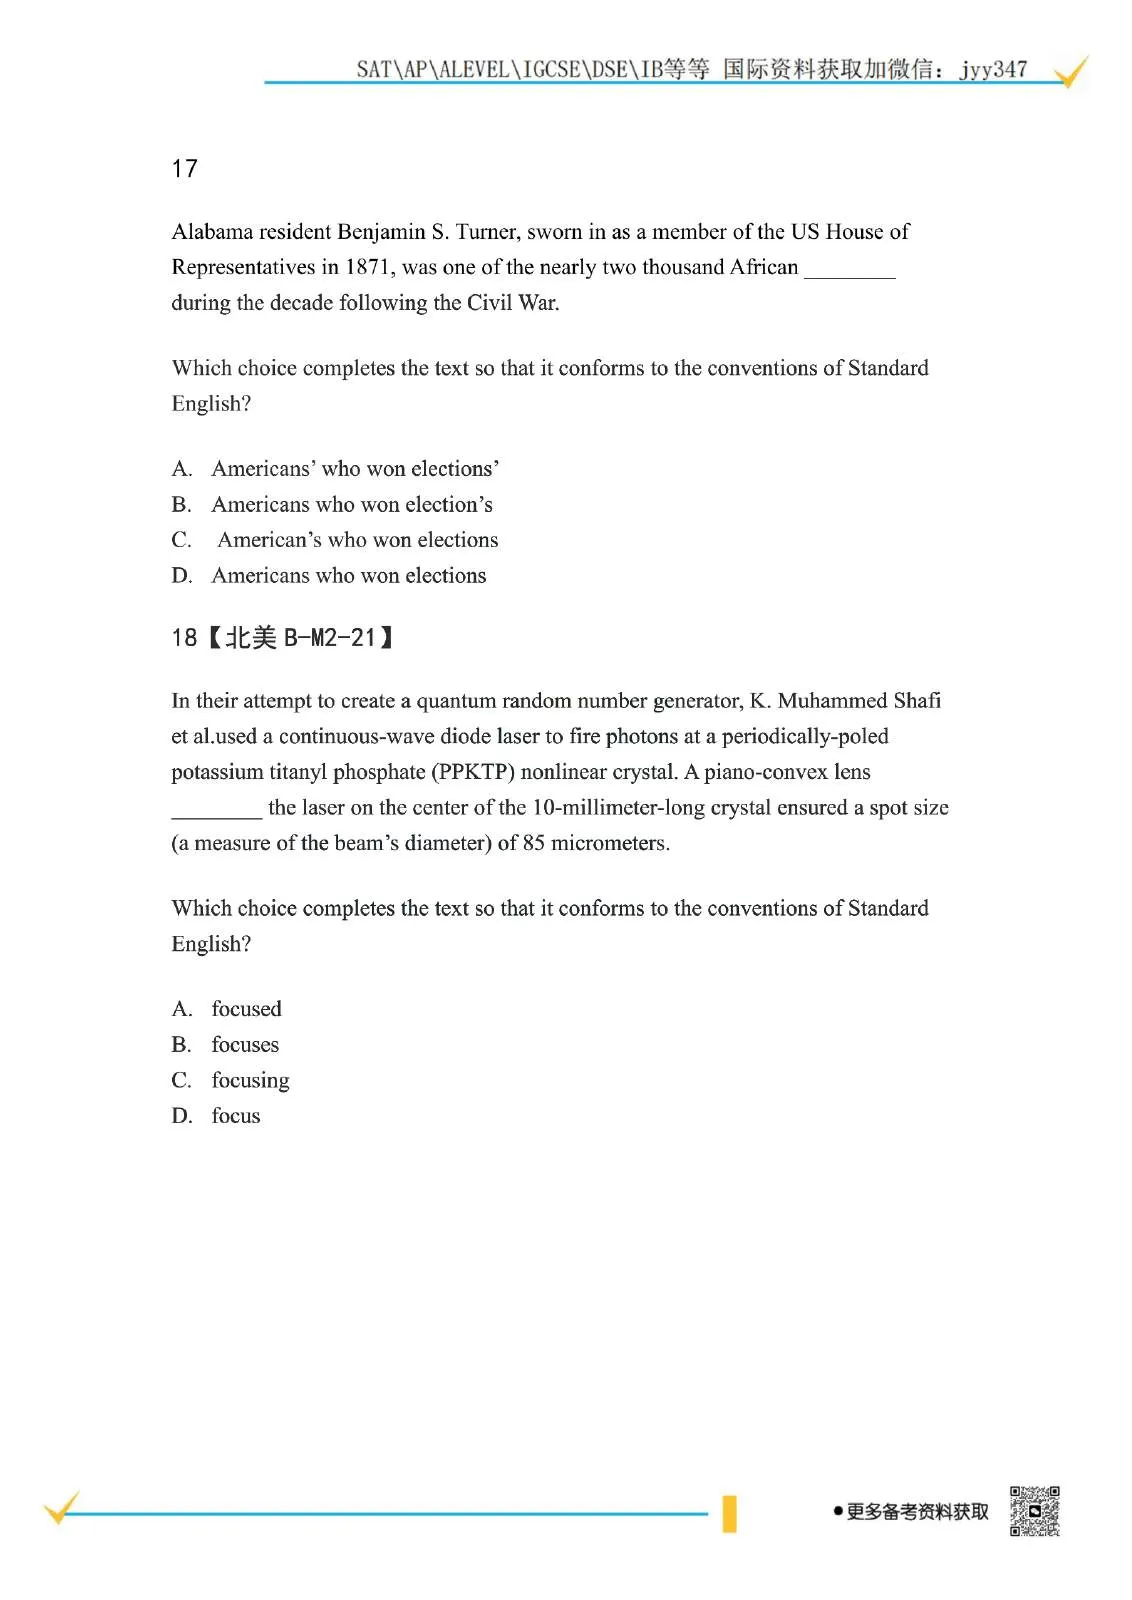 SAT\AP\ALEVEL\IGCSE\DSE\IB等等 国际资料获取加微信：jyy347
17
Alabama resident Benjamin S. Turner, sworn in as a member of the US House of
Representatives in 1871, was one of the nearly two thousand African ________
during the decade following the Civil War.
Which choice completes the text so that it conforms to the conventions of Standard
English?
A. Americans’ who won elections’
B. Americans who won election’s
C. American’s who won elections
D. Americans who won elections
18【北美 B-M2-21】
In their attempt to create a quantum random number generator, K. Muhammed Shafi
et al.used a continuous-wave diode laser to fire photons at a periodically-poled
potassium titanyl phosphate (PPKTP) nonlinear crystal. A piano-convex lens
________ the laser on the center of the 10-millimeter-long crystal ensured a spot size
(a measure of the beam’s diameter) of 85 micrometers.
Which choice completes the text so that it conforms to the conventions of Standard
English?
A. focused
B. focuses
C. focusing
D. focus
●更多备考资料获取